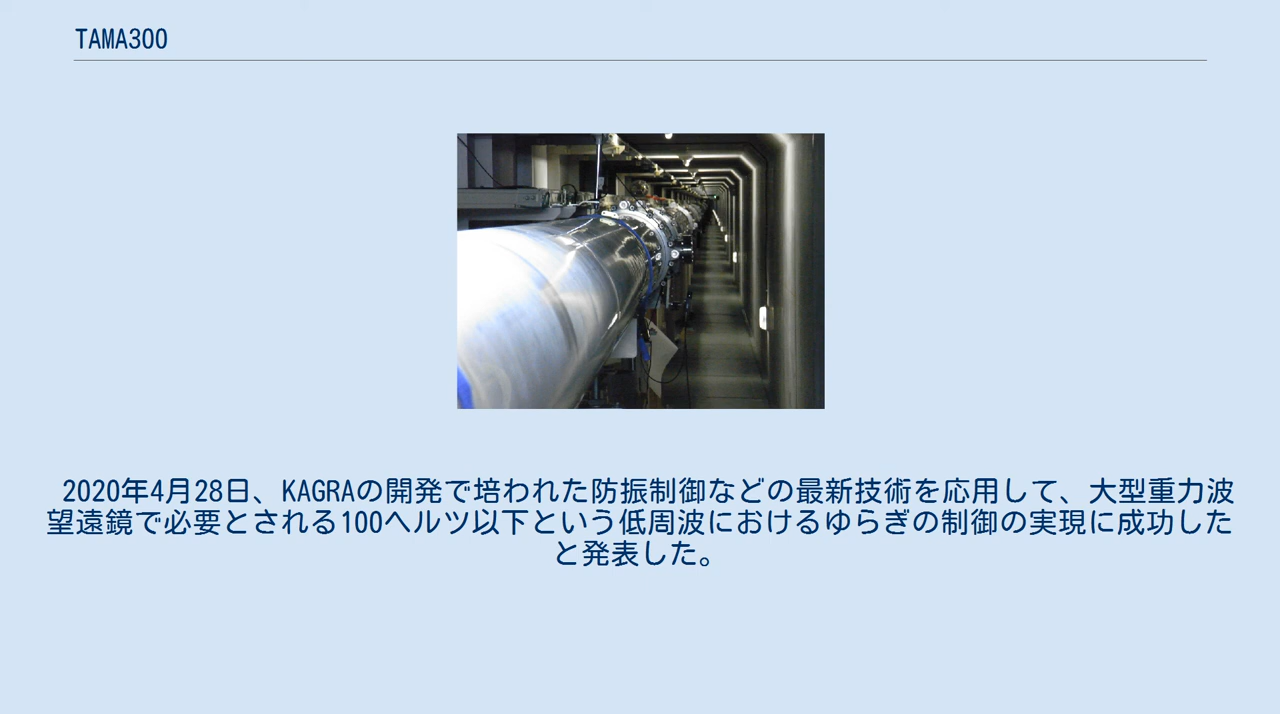 TAMA300
2020年4月28日、KAGRAの開発で培われた防振制御などの最新技術を応用して、大型重力波
望遠鏡で必要とされる100ヘルツ以下という低周波におけるゆらぎの制御の実現に成功した
と発表した。